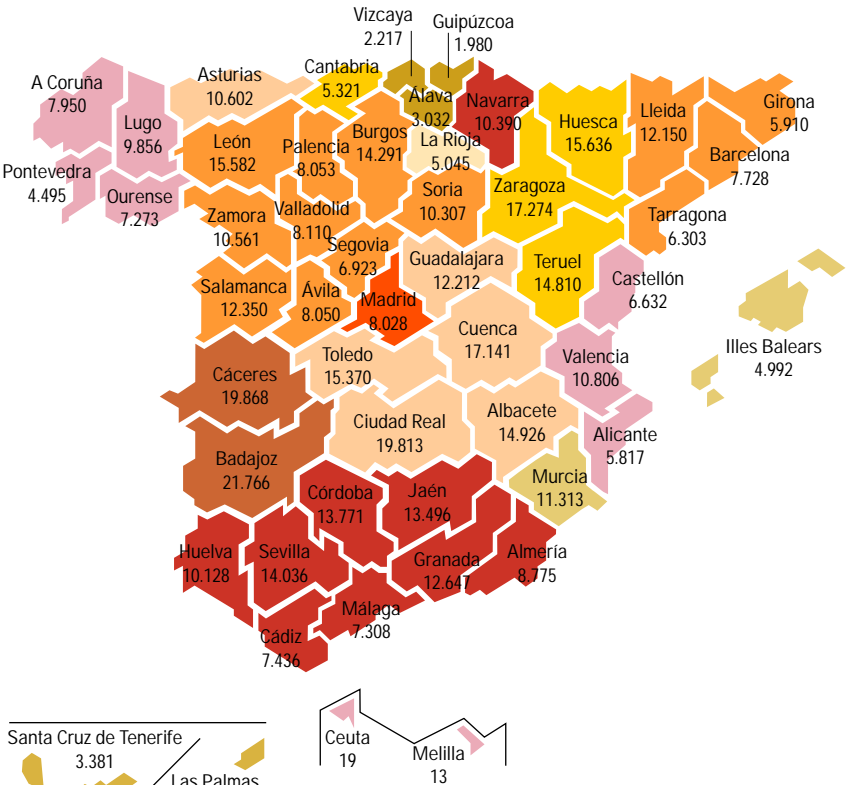 Vizcaya
2.217
Guipúzcoa
1.980
Cantabria
5.321
Asturias
10.602
A Coruña
7.950
Lugo
9.856
Álava
3.032
Navarra
10.390
Huesca
15.636
Lleida
12.150
Girona
5.910
León
15.582
Palencia
8.053
Burgos
14.291
La Rioja
5.045
Barcelona
7.728
Pontevedra
4.495
Ourense
7.273
Zamora
10.561
Valladolid
8.110
Soria
10.307
Zaragoza
17.274
Tarragona
6.303
Segovia
6.923
Guadalajara
12.212
Teruel
14.810
Castellón
6.632
Salamanca
12.350
Ávila
8.050
Madrid
8.028
Cuenca
17.141
Illes Balears
4.992
Toledo
15.370
Valencia
10.806
Cáceres
19.868
Ciudad Real
19.813
Albacete
14.926
Alicante
5.817
Badajoz
21.766
Murcia
11.313
Córdoba
13.771
Jaén
13.496
Huelva
10.128
Sevilla
14.036
Granada
12.647
Almería
8.775
Málaga
7.308
Cádiz
7.436
Santa Cruz de Tenerife
3.381
Las Palmas
Ceuta
19
Melilla
13